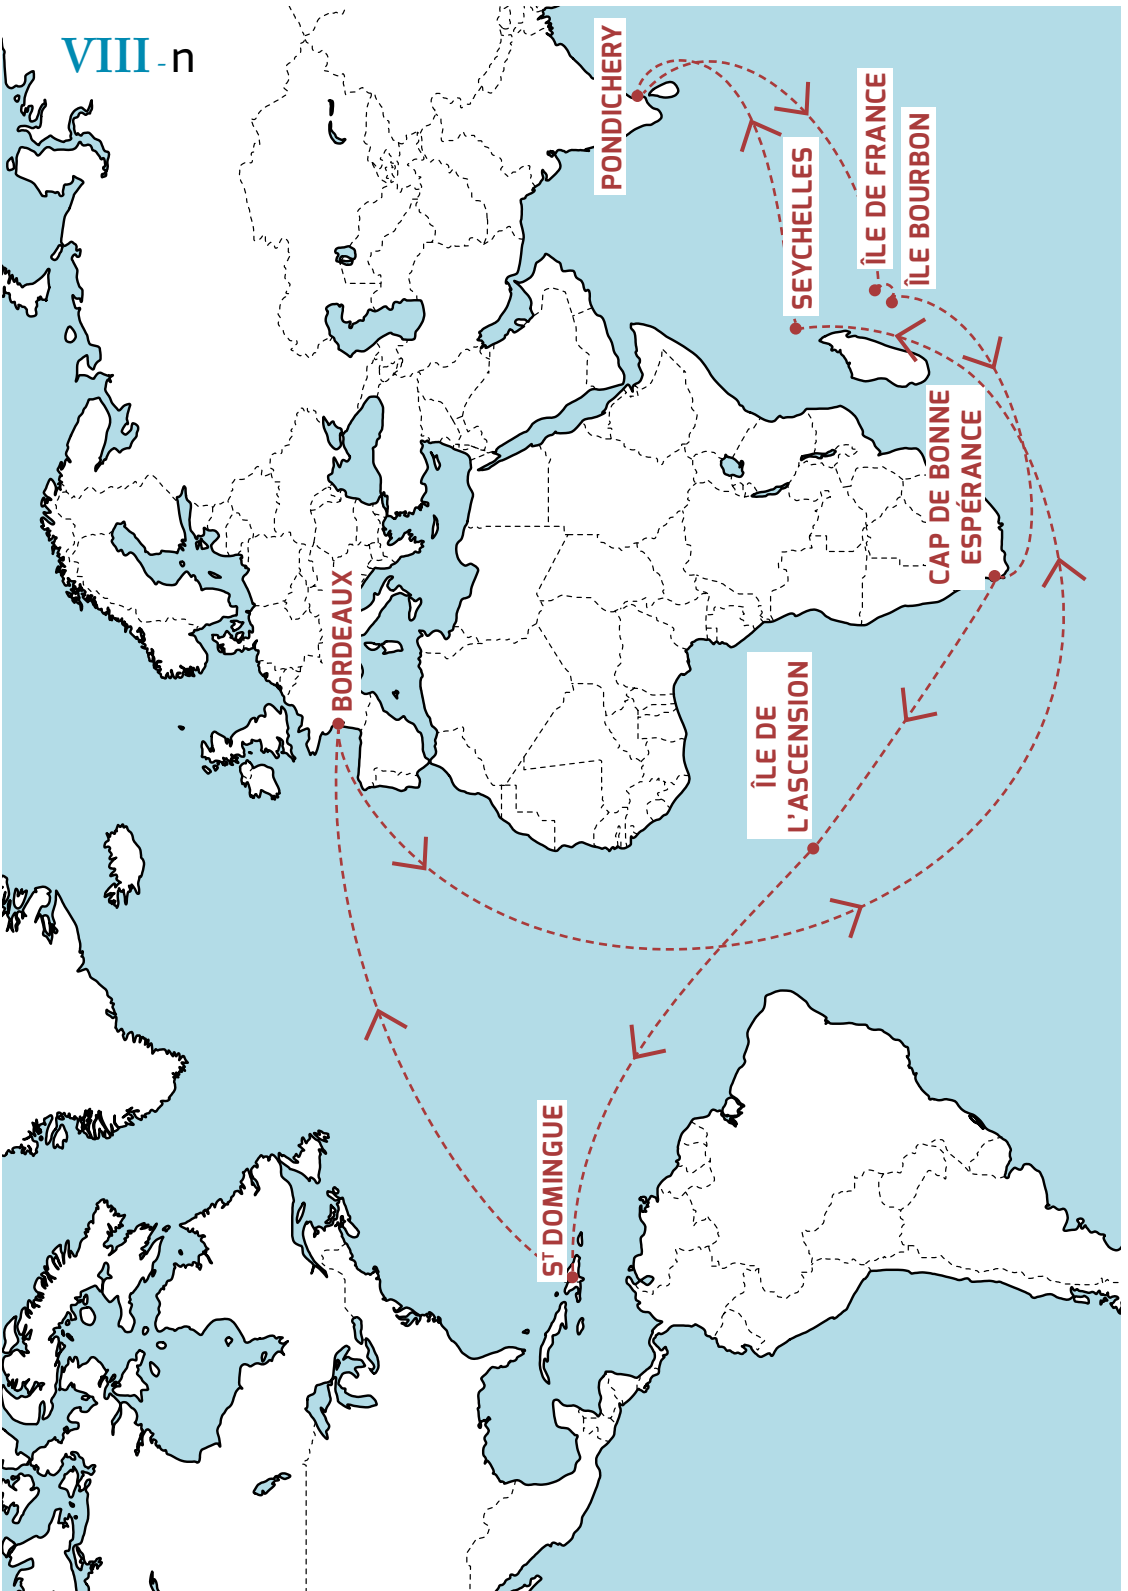 VIII - n
PONDICHERY
SEYCHELLES
ÎLE DE FRANCE
ÎLE BOURBON
CAP DE BONNE
ESPÉRANCE
BORDEAUX
ÎLE DE
L'ASCENSION
ST DOMINGUE